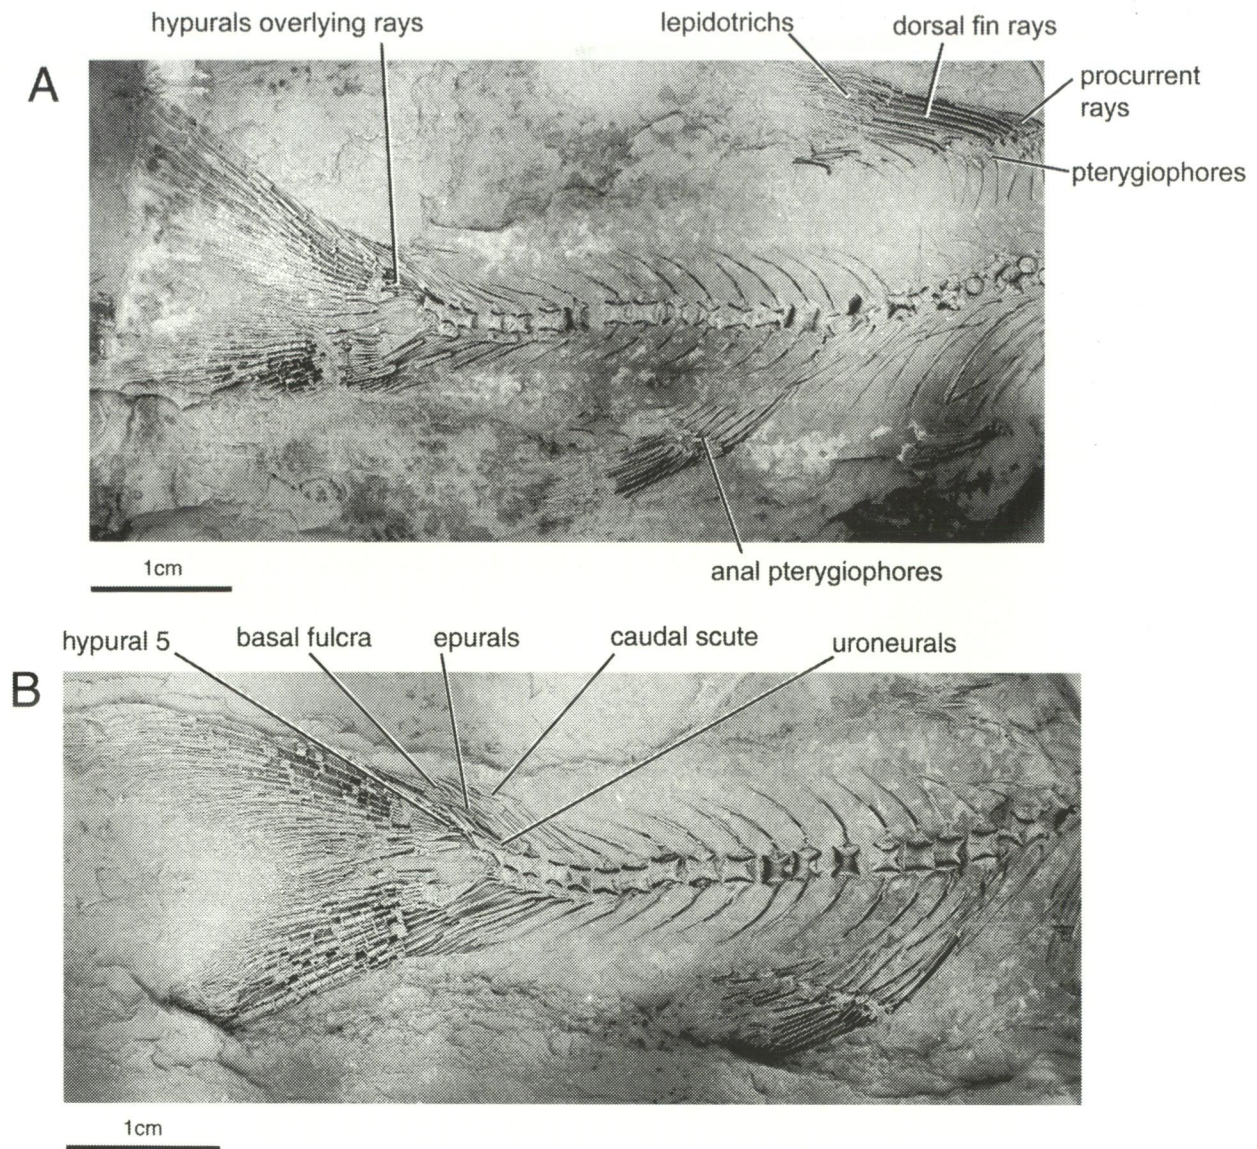 hypurals overlying rays
lepidotrichs
dorsal fin rays
A
procurrent
rays
pterygiophores
1cm
anal pterygiophores
hypural 5
basal fulcra
epurals
caudal scute
uroneurals
B
1cm